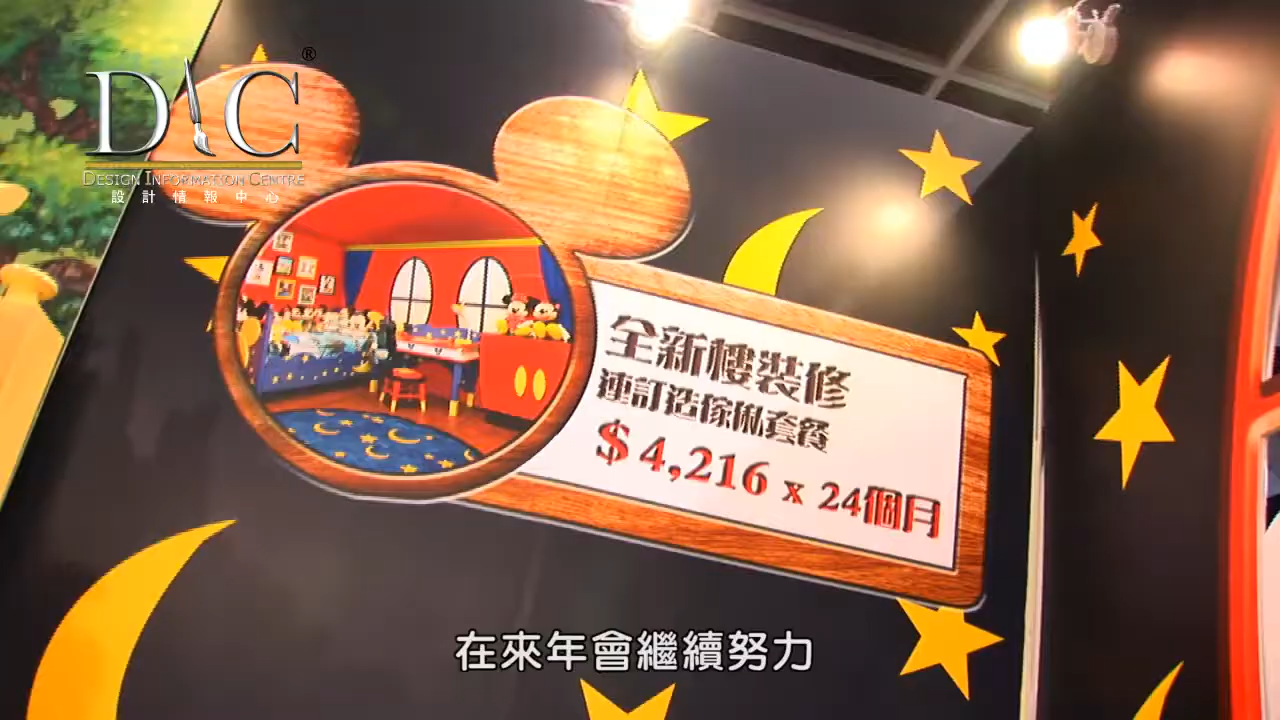 DIC®
DESIGN INFORMATION CENTRE
設計情報中心
全新樓裝修
連訂造傢俬套餐
$4,216 x 24個月
在來年會繼續努力